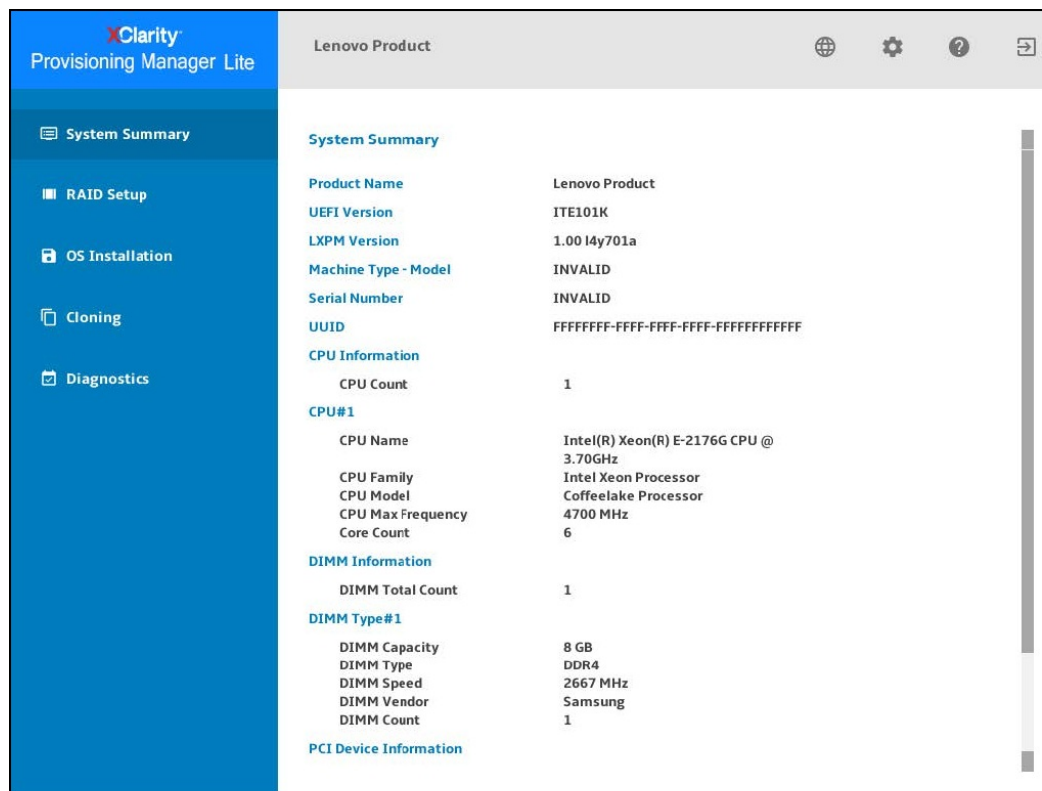 XClarity
Provisioning Manager Lite
Lenovo Product
System Summary
RAID Setup
OS Installation
Cloning
Diagnostics
System Summary
Product Name Lenovo Product
UEFI Version ITE101K
LXPM Version 1.00 l4y701a
Machine Type - Model INVALID
Serial Number INVALID
UUID FFFFFFFF-FFFF-FFFF-FFFF-FFFFFFFFFFFF
CPU Information
CPU Count 1
CPU#1
CPU Name Intel(R) Xeon(R) E-2176G CPU @
3.70GHz
CPU Family Intel Xeon Processor
CPU Model Coffeelake Processor
CPU Max Frequency 4700 MHz
Core Count 6
DIMM Information
DIMM Total Count 1
DIMM Type#1
DIMM Capacity 8 GB
DIMM Type DDR4
DIMM Speed 2667 MHz
DIMM Vendor Samsung
DIMM Count 1
PCI Device Information